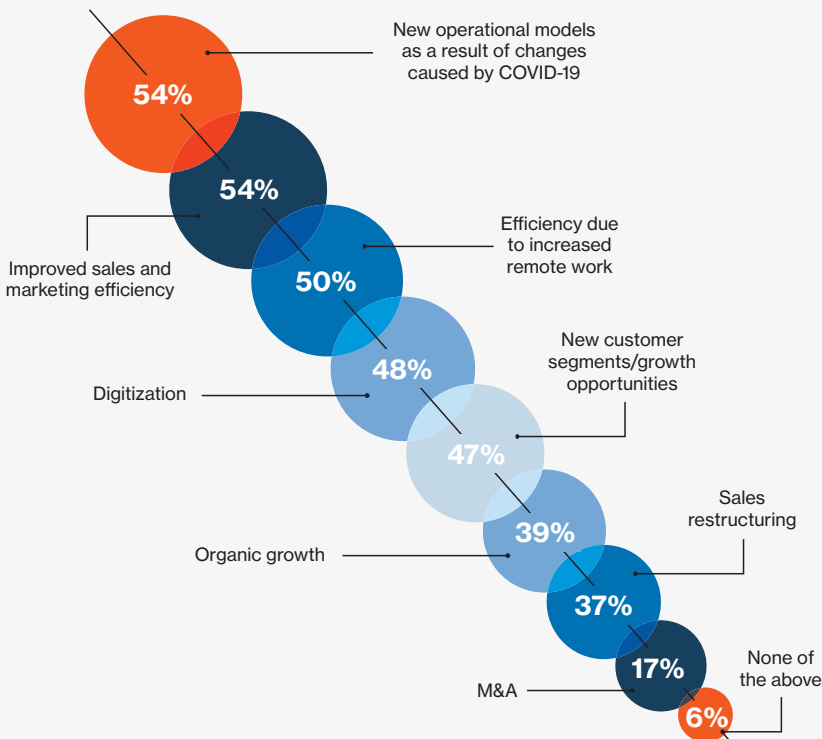 New operational models
as a result of changes
caused by COVID-19
54%
54%
Improved sales and
marketing efficiency
Efficiency due
to increased
remote work
50%
48%
Digitization
New customer
segments/growth
opportunities
47%
39%
Organic growth
Sales
restructuring
37%
17%
M&A
None of
the above
6%